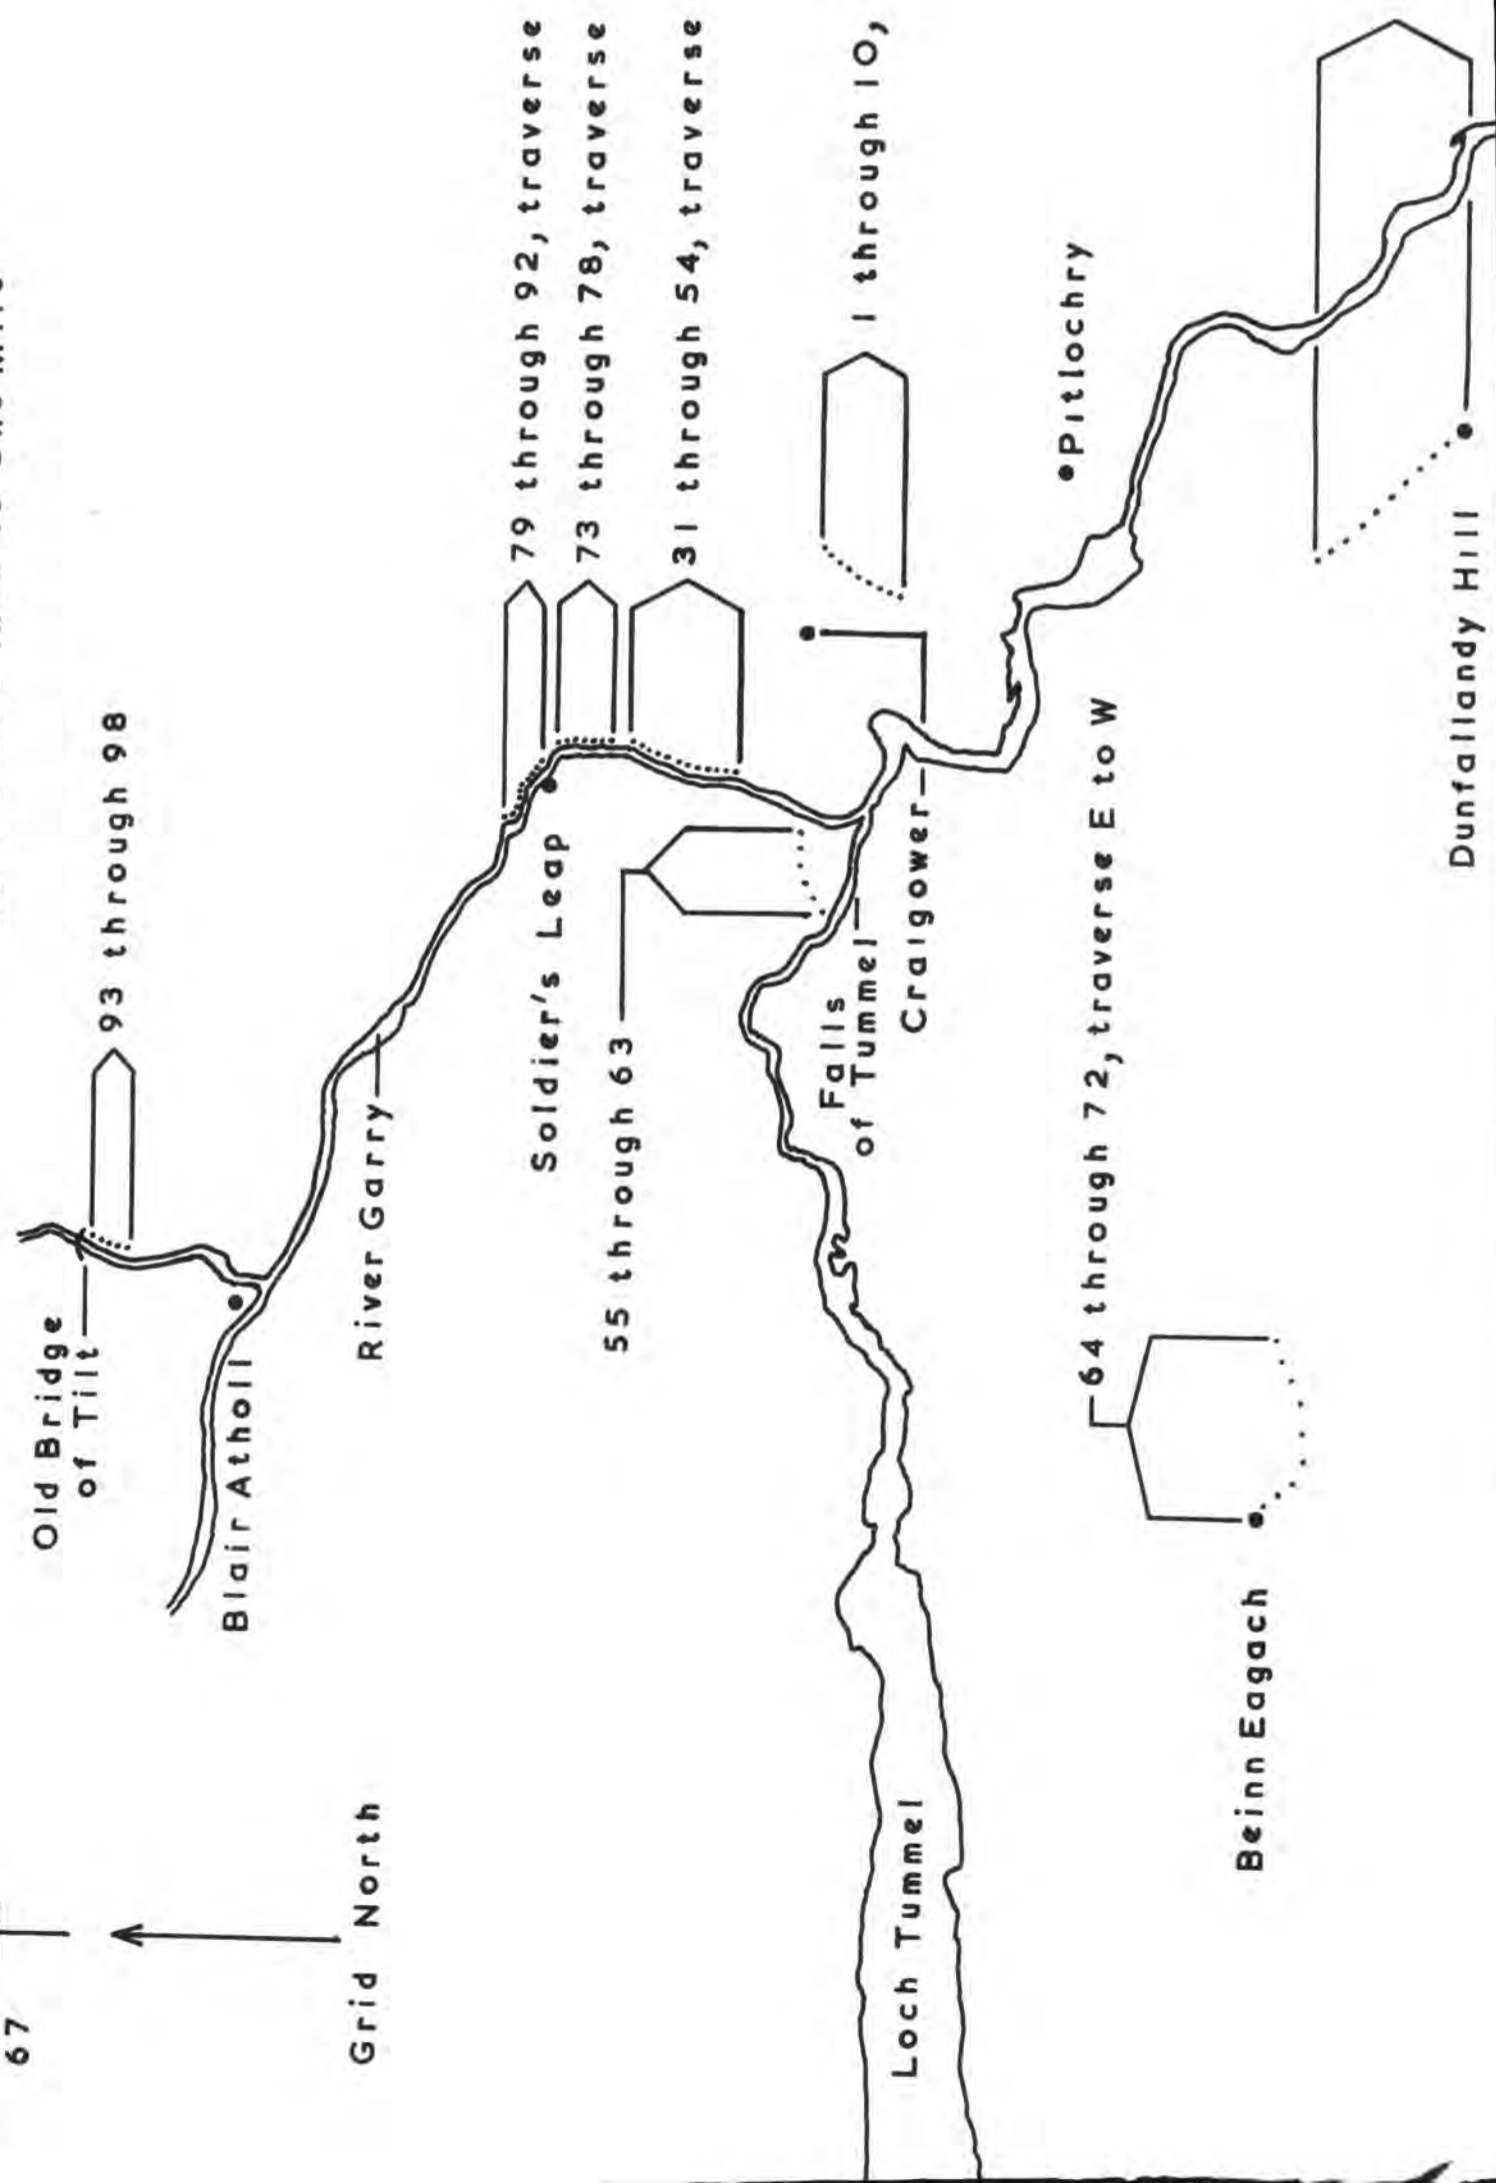 67
Grid North
Old Bridge
of Tilt
93 through 98
Blair Atholl
River Garry
79 through 92, traverse
73 through 78, traverse
31 through 54, traverse
Soldier's Leap
55 through 63
1 through 10,
Falls
of Tummel
Craigower
Loch Tummel
Pitlochry
64 through 72, traverse E to W
Beinn Eagach
Dunfallandy Hill